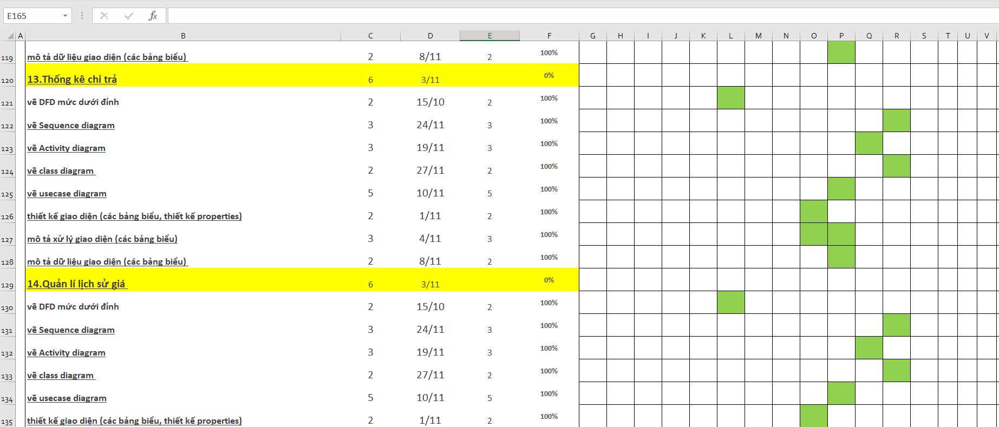 E165 fx
A B C D E F G H I J K L M N O P Q R S T U V
119 mô tả dữ liệu giao diện (các bảng biểu) 2 8/11 2 100%
120 13.Thống kê chi trả 6 3/11 0%
121 vẽ DFD mức dưới đỉnh 2 15/10 2 100%
122 vẽ Sequence diagram 3 24/11 3 100%
123 vẽ Activity diagram 3 19/11 3 100%
124 vẽ class diagram 2 27/11 2 100%
125 vẽ usecase diagram 5 10/11 5 100%
126 thiết kế giao diện (các bảng biểu, thiết kế properties) 2 1/11 2 100%
127 mô tả xử lý giao diện (các bảng biểu) 3 4/11 3 100%
128 mô tả dữ liệu giao diện (các bảng biểu) 2 8/11 2 100%
129 14.Quản lí lịch sử giá 6 3/11 0%
130 vẽ DFD mức dưới đỉnh 2 15/10 2 100%
131 vẽ Sequence diagram 3 24/11 3 100%
132 vẽ Activity diagram 3 19/11 3 100%
133 vẽ class diagram 2 27/11 2 100%
134 vẽ usecase diagram 5 10/11 5 100%
135 thiết kế giao diện (các bảng biểu, thiết kế properties) 2 1/11 2 100%